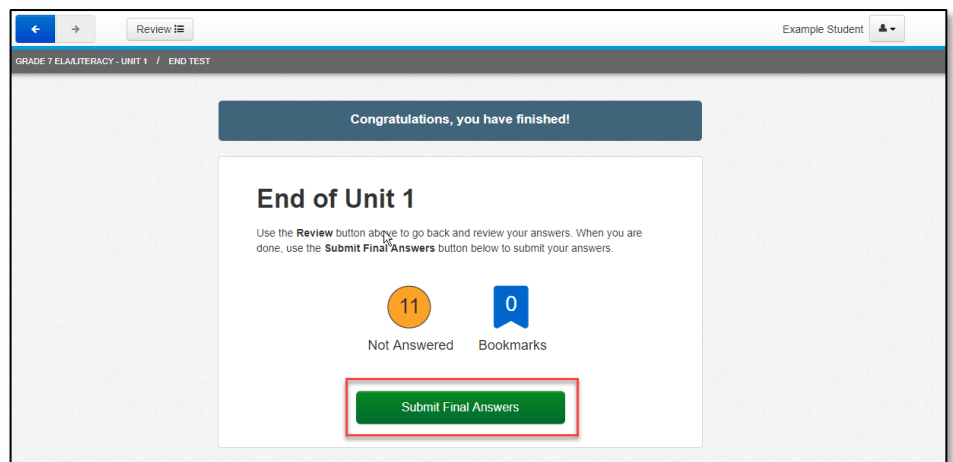 Review
Example Student
GRADE 7 ELA/LITERACY - UNIT 1 / END TEST
Congratulations, you have finished!
End of Unit 1
Use the Review button above to go back and review your answers. When you are
done, use the Submit Final Answers button below to submit your answers.
11
0
Not Answered
Bookmarks
Submit Final Answers